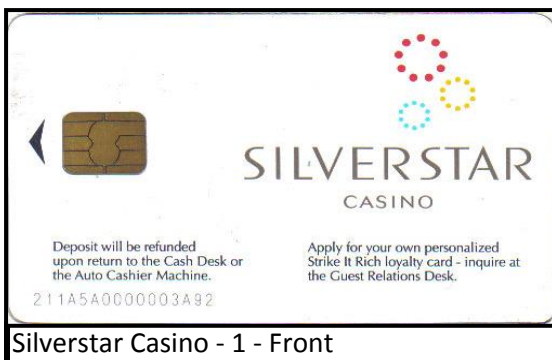 SILVERSTAR
CASINO
Deposit will be refunded
upon return to the Cash Desk or
the Auto Cashier Machine.
Apply for your own personalized
Strike It Rich loyalty card - inquire at
the Guest Relations Desk.
211A5A0000003A92
Silverstar Casino - 1 - Front